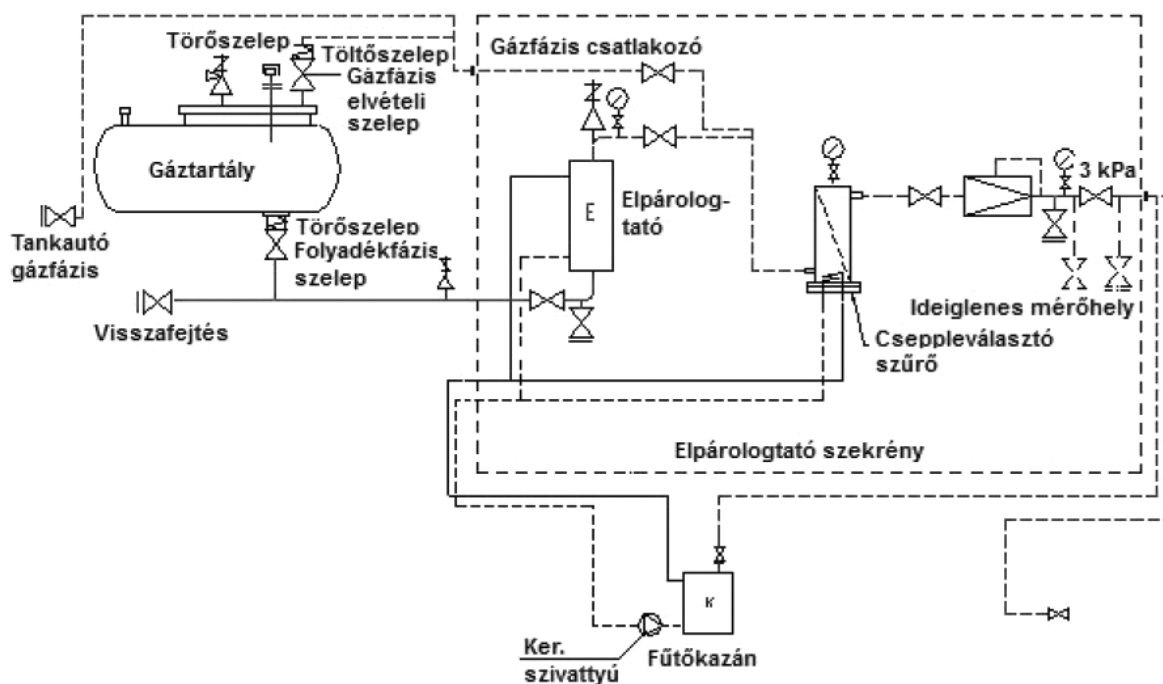 Törőszelep
Töltőszelep
Gázfázis
elvételi
szelep
Gáztartály
Törőszelep
Folyadékfázis
szelep
Tankautó
gázfázis
Visszafejtés
Gázfázis csatlakozó
E
Elpárolog-
tató
3 kPa
Ideiglenes mérőhely
Cseppleválasztó
szűrő
Elpárologtató szekrény
K
Ker.
szivattyú
Fűtőkazán